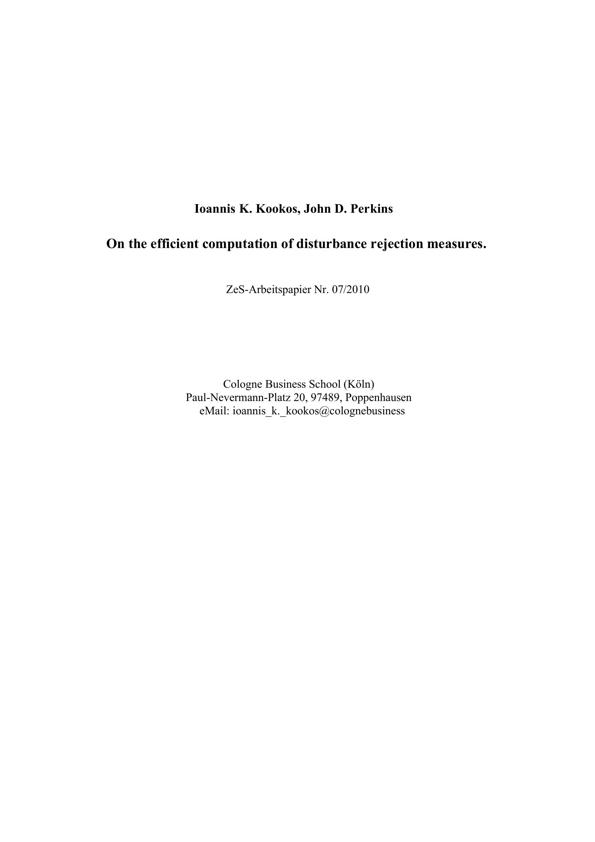 Ioannis K. Kookos, John D. Perkins
On the efficient computation of disturbance rejection measures.
ZeS-Arbeitspapier Nr. 07/2010
Cologne Business School (Köln)
Paul-Nevermann-Platz 20, 97489, Poppenhausen
eMail: ioannis_k._kookos@colognebusiness